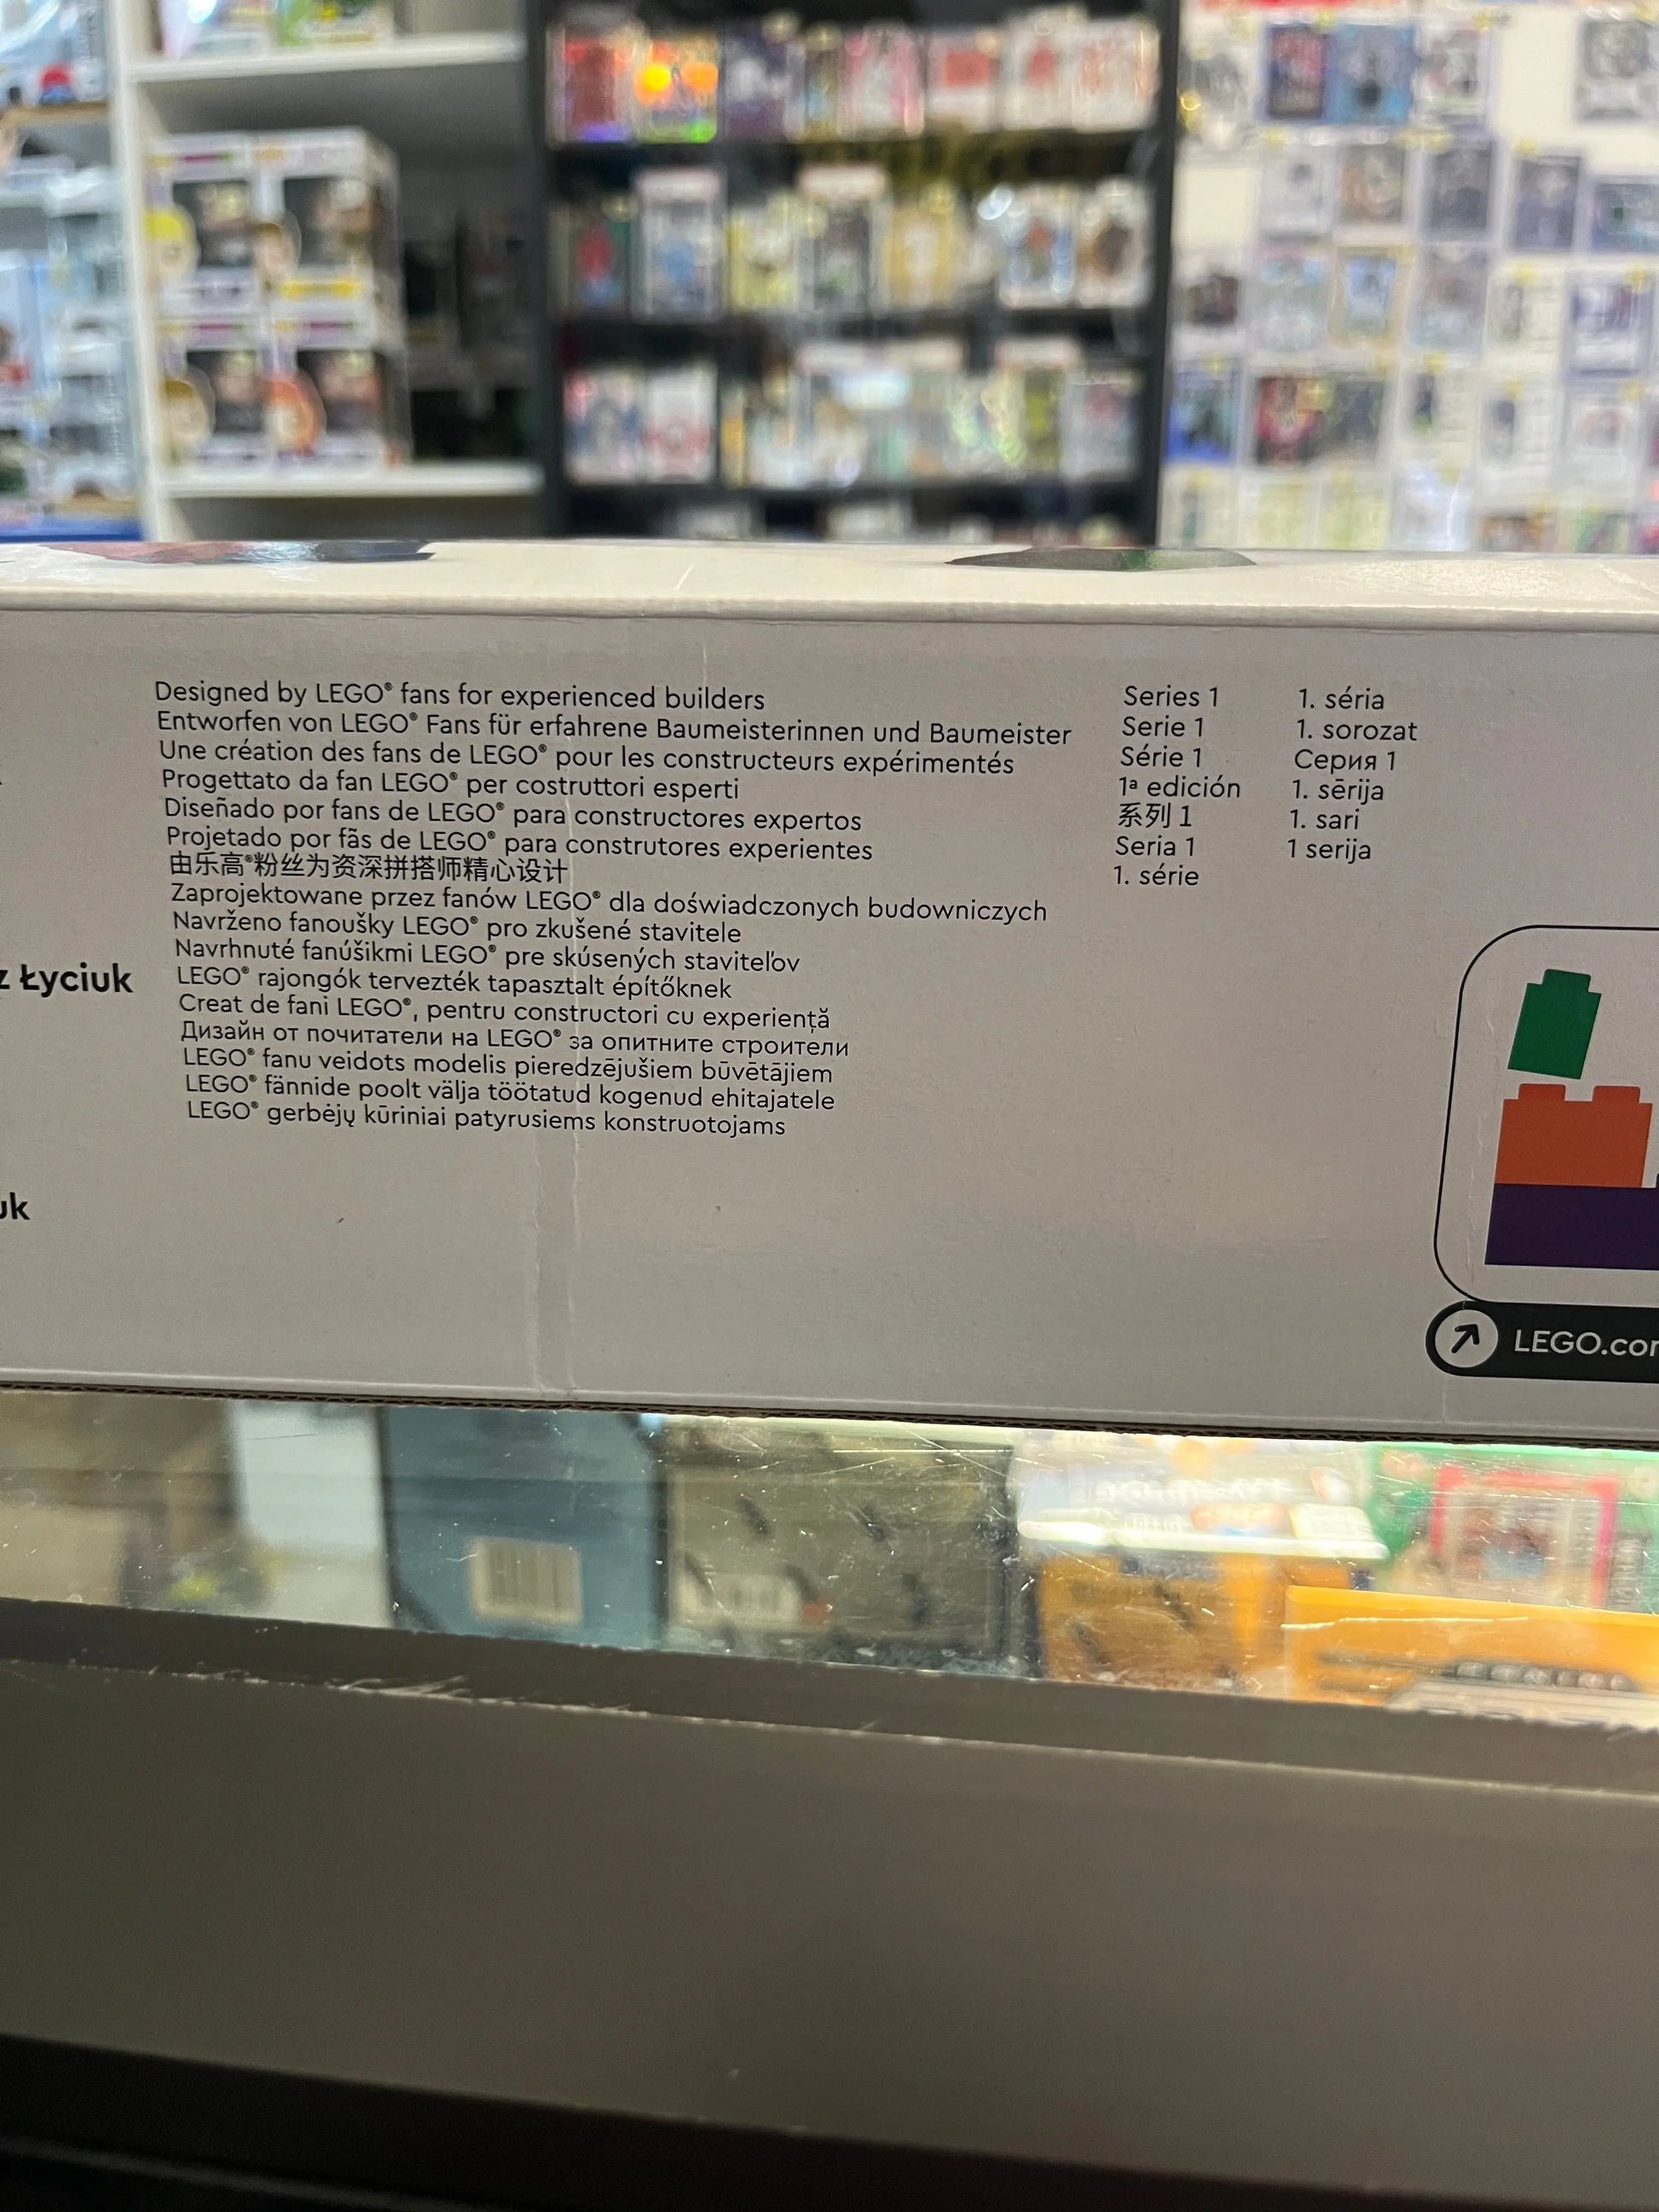 z Łyciuk
uk
Designed by LEGO® fans for experienced builders
Entworfen von LEGO® Fans für erfahrene Baumeisterinnen und Baumeister
Une création des fans de LEGO® pour les constructeurs expérimentés
Progettato da fan LEGO® per costruttori esperti
Diseñado por fans de LEGO® para constructores expertos
Projetado por fãs de LEGO® para construtores experientes
由乐高®粉丝为资深拼搭师精心设计
Zaprojektowane przez fanów LEGO® dla doświadczonych budowniczych
Navrženo fanoušky LEGO® pro zkušené stavitele
Navrhnuté fanúšikmi LEGO® pre skúsených staviteľov
LEGO® rajongók tervezték tapasztalt építőknek
Creat de fani LEGO®, pentru constructori cu experiență
Дизайн от почитатели на LEGO® за опитните строители
LEGO® fanu veidots modelis pieredzējušiem būvētājiem
LEGO® fännide poolt välja töötatud kogenud ehitajatele
LEGO® gerbėjų kūriniai patyrusiems konstruotojams
Series 1
Serie 1
Série 1
1ª edición
系列 1
Seria 1
1. série
1. séria
1. sorozat
Серия 1
1. sērija
1. sari
1 serija
LEGO.cor